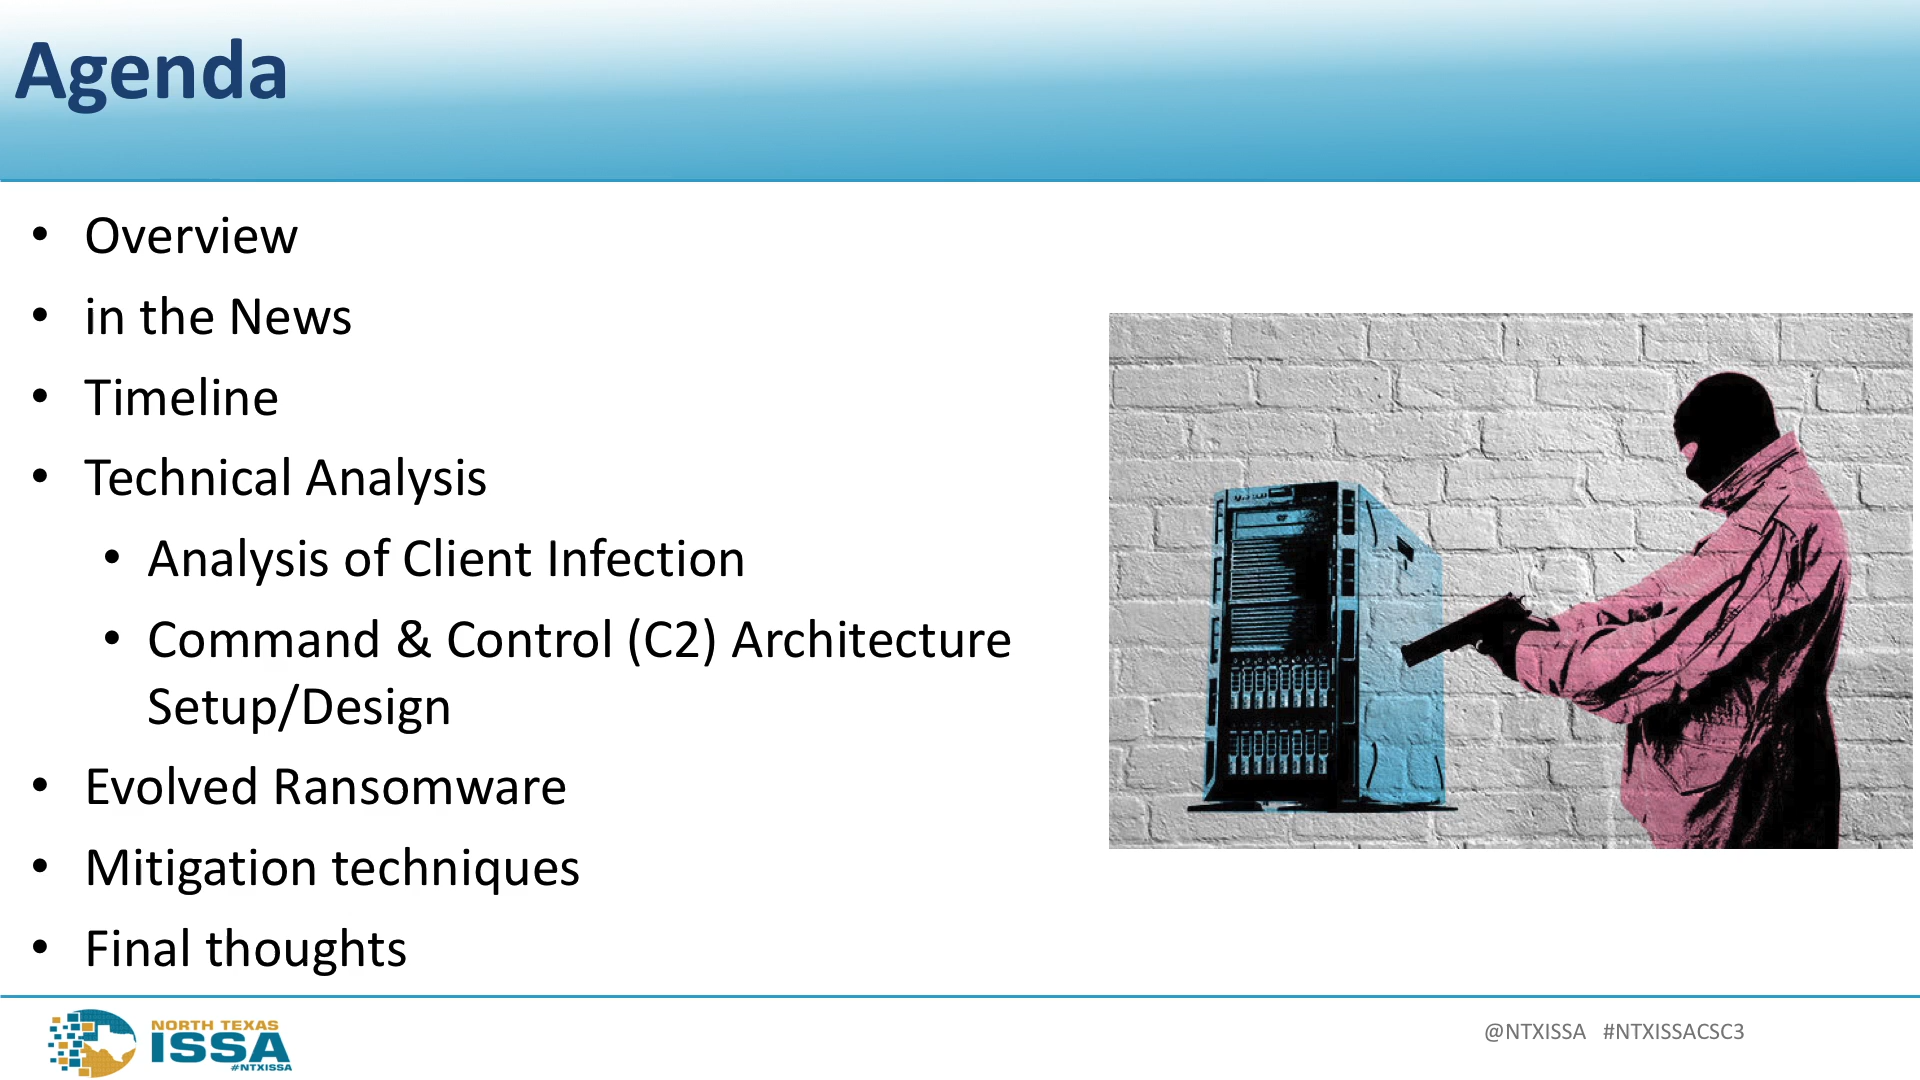 Agenda
• Overview
• in the News
• Timeline
• Technical Analysis
• Analysis of Client Infection
• Command & Control (C2) Architecture
Setup/Design
• Evolved Ransomware
• Mitigation techniques
• Final thoughts
NORTH TEXAS
ISSA
#NTXISSA
@NTXISSA #NTXISSACSC3